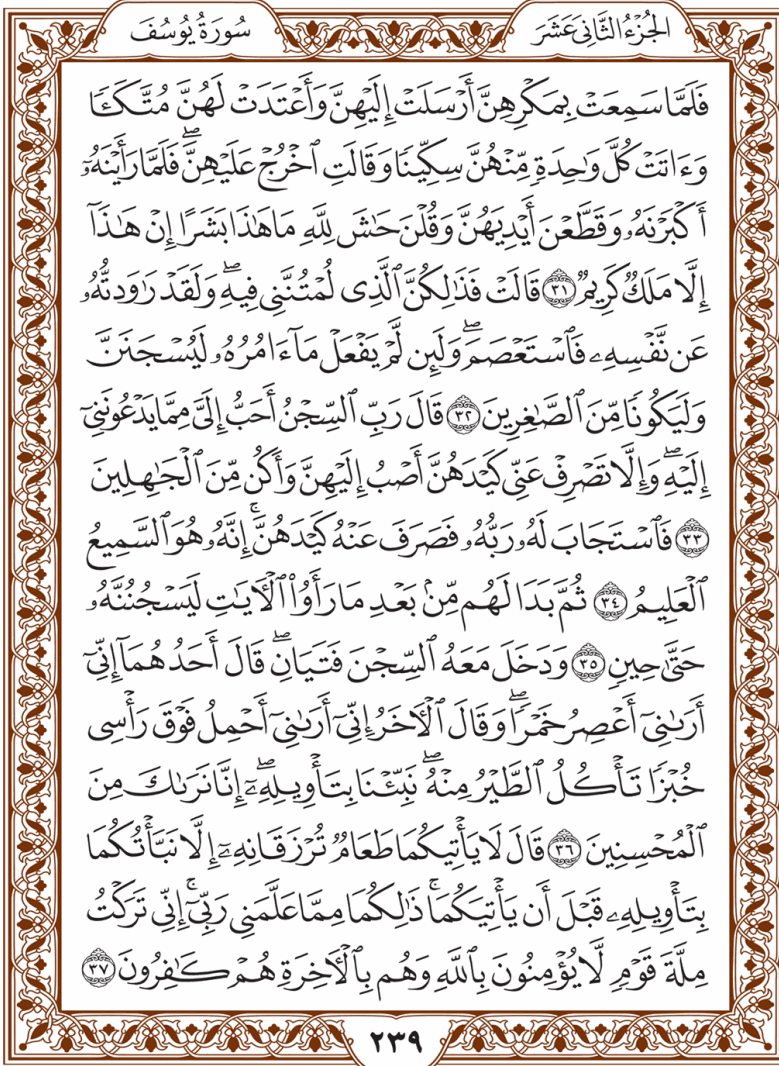 الجُزْءُ الثَّانِي عَشَرَ
سُورَةُ يُوسُفَ
فَلَمَّا سَمِعَتْ بِمَكْرِهِنَّ أَرْسَلَتْ إِلَيْهِنَّ وَأَعْتَدَتْ لَهُنَّ مُتَّكَـًٔا
وَءَاتَتْ كُلَّ وَٰحِدَةٍ مِّنْهُنَّ سِكِّينًا وَقَالَتِ ٱخْرُجْ عَلَيْهِنَّۖ فَلَمَّا رَأَيْنَهُۥٓ
أَكْبَرْنَهُۥ وَقَطَّعْنَ أَيْدِيَهُنَّ وَقُلْنَ حَٰشَ لِلَّهِ مَا هَٰذَا بَشَرًا إِنْ هَٰذَآ
إِلَّا مَلَكٌ كَرِيمٌ ٣١ قَالَتْ فَذَٰلِكُنَّ ٱلَّذِى لُمْتُنَّنِى فِيهِۖ وَلَقَدْ رَٰوَدتُّهُۥ
عَن نَّفْسِهِۦ فَٱسْتَعْصَمَۖ وَلَئِن لَّمْ يَفْعَلْ مَآ ءَامُرُهُۥ لَيُسْجَنَنَّ
وَلَيَكُونًا مِّنَ ٱلصَّٰغِرِينَ ٣٢ قَالَ رَبِّ ٱلسِّجْنُ أَحَبُّ إِلَىَّ مِمَّا يَدْعُونَنِىٓ
إِلَيْهِۖ وَإِلَّا تَصْرِفْ عَنِّى كَيْدَهُنَّ أَصْبُ إِلَيْهِنَّ وَأَكُن مِّنَ ٱلْجَٰهِلِينَ
٣٣ فَٱسْتَجَابَ لَهُۥ رَبُّهُۥ فَصَرَفَ عَنْهُ كَيْدَهُنَّۚ إِنَّهُۥ هُوَ ٱلسَّمِيعُ
ٱلْعَلِيمُ ٣٤ ثُمَّ بَدَا لَهُم مِّنۢ بَعْدِ مَا رَأَوُا۟ ٱلْـَٔايَٰتِ لَيَسْجُنُنَّهُۥ
حَتَّىٰ حِينٍ ٣٥ وَدَخَلَ مَعَهُ ٱلسِّجْنَ فَتَيَانِۖ قَالَ أَحَدُهُمَآ إِنِّىٓ
أَرَىٰنِىٓ أَعْصِرُ خَمْرًاۖ وَقَالَ ٱلْـَٔاخَرُ إِنِّىٓ أَرَىٰنِىٓ أَحْمِلُ فَوْقَ رَأْسِى
خُبْزًا تَأْكُلُ ٱلطَّيْرُ مِنْهُۖ نَبِّئْنَا بِتَأْوِيلِهِۦٓۖ إِنَّا نَرَىٰكَ مِنَ
ٱلْمُحْسِنِينَ ٣٦ قَالَ لَا يَأْتِيكُمَا طَعَامٌ تُرْزَقَانِهِۦٓ إِلَّا نَبَّأْتُكُمَا
بِتَأْوِيلِهِۦ قَبْلَ أَن يَأْتِيَكُمَاۚ ذَٰلِكُمَا مِمَّا عَلَّمَنِى رَبِّىٓۚ إِنِّى تَرَكْتُ
مِلَّةَ قَوْمٍ لَّا يُؤْمِنُونَ بِٱللَّهِ وَهُم بِٱلْـَٔاخِرَةِ هُمْ كَٰفِرُونَ ٣٧
٢٣٩